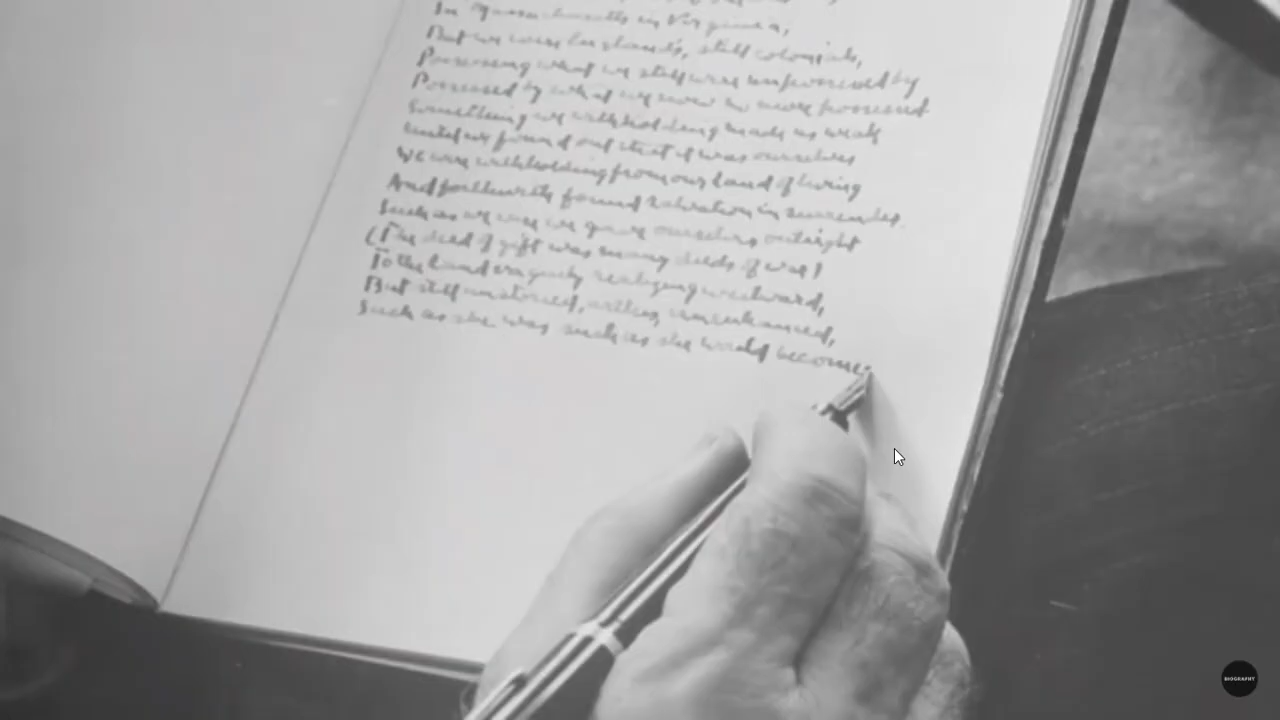 In Massachusetts in Virginia,
But we were England's, still colonials,
Possessing what we still were unpossessed by
Possessed by what we now no more possessed
Something we withholding made us weak
Until we found out that it was ourselves
We were withholding from our land of living
And forthwith found salvation in surrender.
Such as we were we gave ourselves outright
(The deed of gift was many deeds of war)
To the land vaguely realizing westward,
But still unstoried, artless unenhanced,
Such as she was such as she would become.
BIOGRAPHY